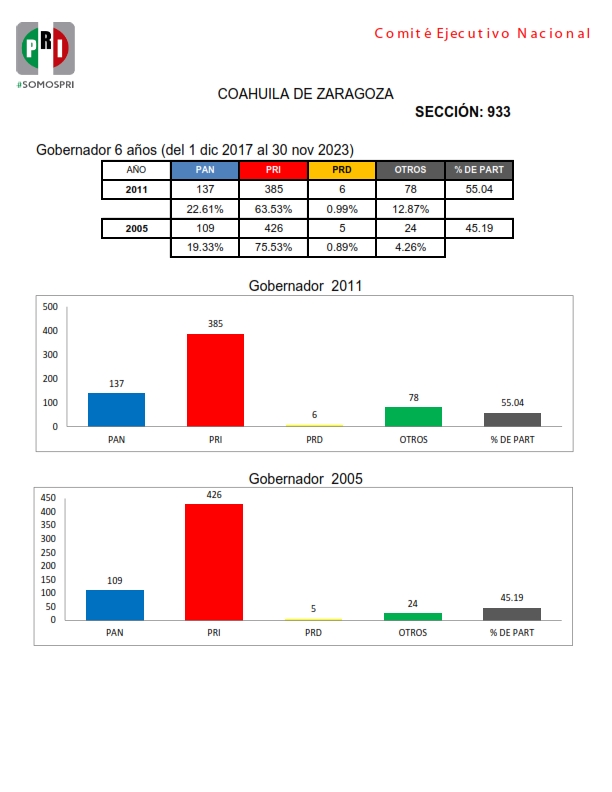 Comité Ejecutivo Nacional
PRI
#SOMOSPRI
COAHUILA DE ZARAGOZA
SECCIÓN: 933
Gobernador 6 años (del 1 dic 2017 al 30 nov 2023)
AÑO PAN PRI PRD OTROS % DE PART
2011 137 385 6 78 55.04
22.61% 63.53% 0.99% 12.87%
2005 109 426 5 24 45.19
19.33% 75.53% 0.89% 4.26%
Gobernador 2011
500
400
300
200
100
0
137
385
6
78
55.04
PAN PRI PRD OTROS % DE PART
Gobernador 2005
450
400
350
300
250
200
150
100
50
0
109
426
5
24
45.19
PAN PRI PRD OTROS % DE PART